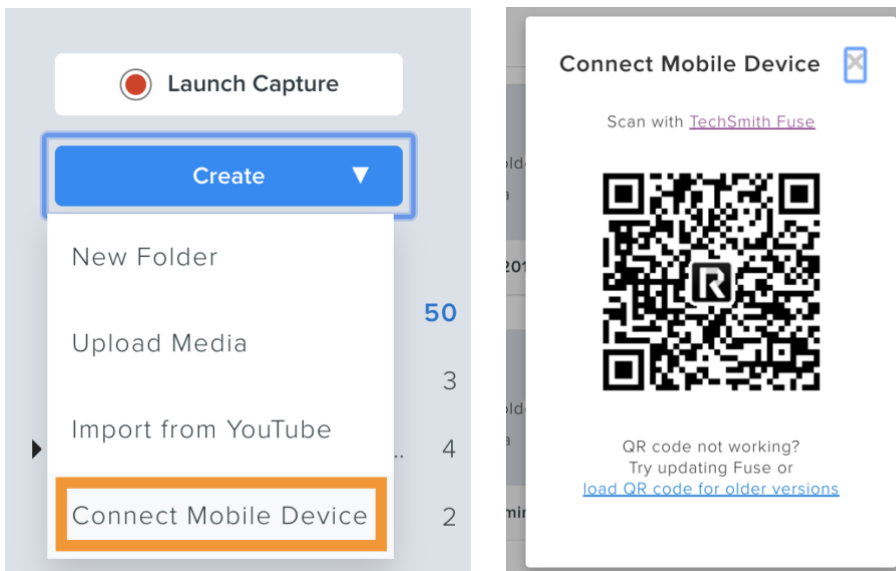 Launch Capture
Create
New Folder
50
Upload Media
3
Import from YouTube
.. 4
Connect Mobile Device
2
Connect Mobile Device
Scan with TechSmith Fuse
R
QR code not working?
Try updating Fuse or
load QR code for older versions